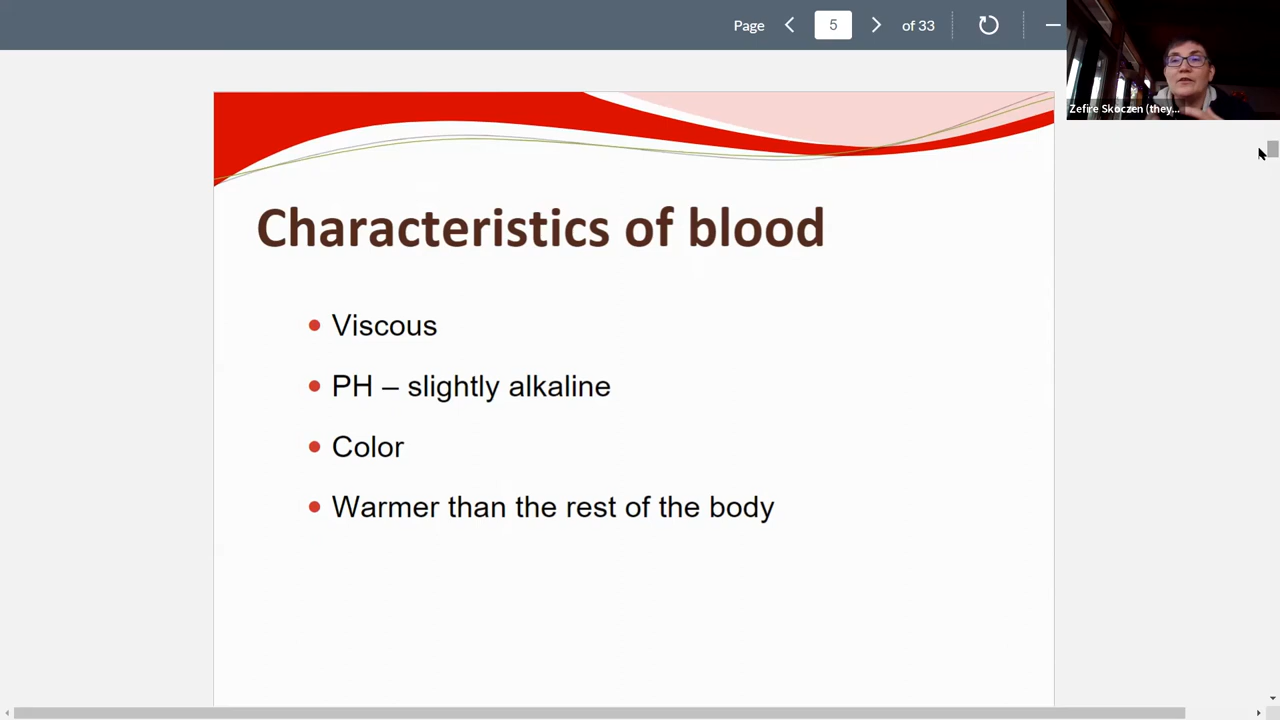 Page 5 of 33
Zefire Skoczen (they...
Characteristics of blood
• Viscous
• PH – slightly alkaline
• Color
• Warmer than the rest of the body